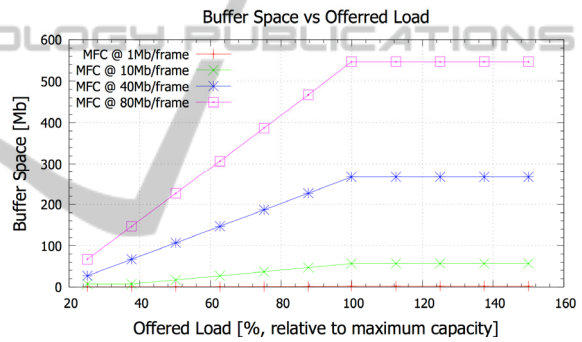 Buffer Space vs Offerred Load
OLOGY PUBLICATIONS
600
500
400
300
200
100
0
MFC @ 1Mb/frame
MFC @ 10Mb/frame
MFC @ 40Mb/frame
MFC @ 80Mb/frame
Buffer Space [Mb]
20 40 60 80 100 120 140 160
Offered Load [%, relative to maximum capacity]